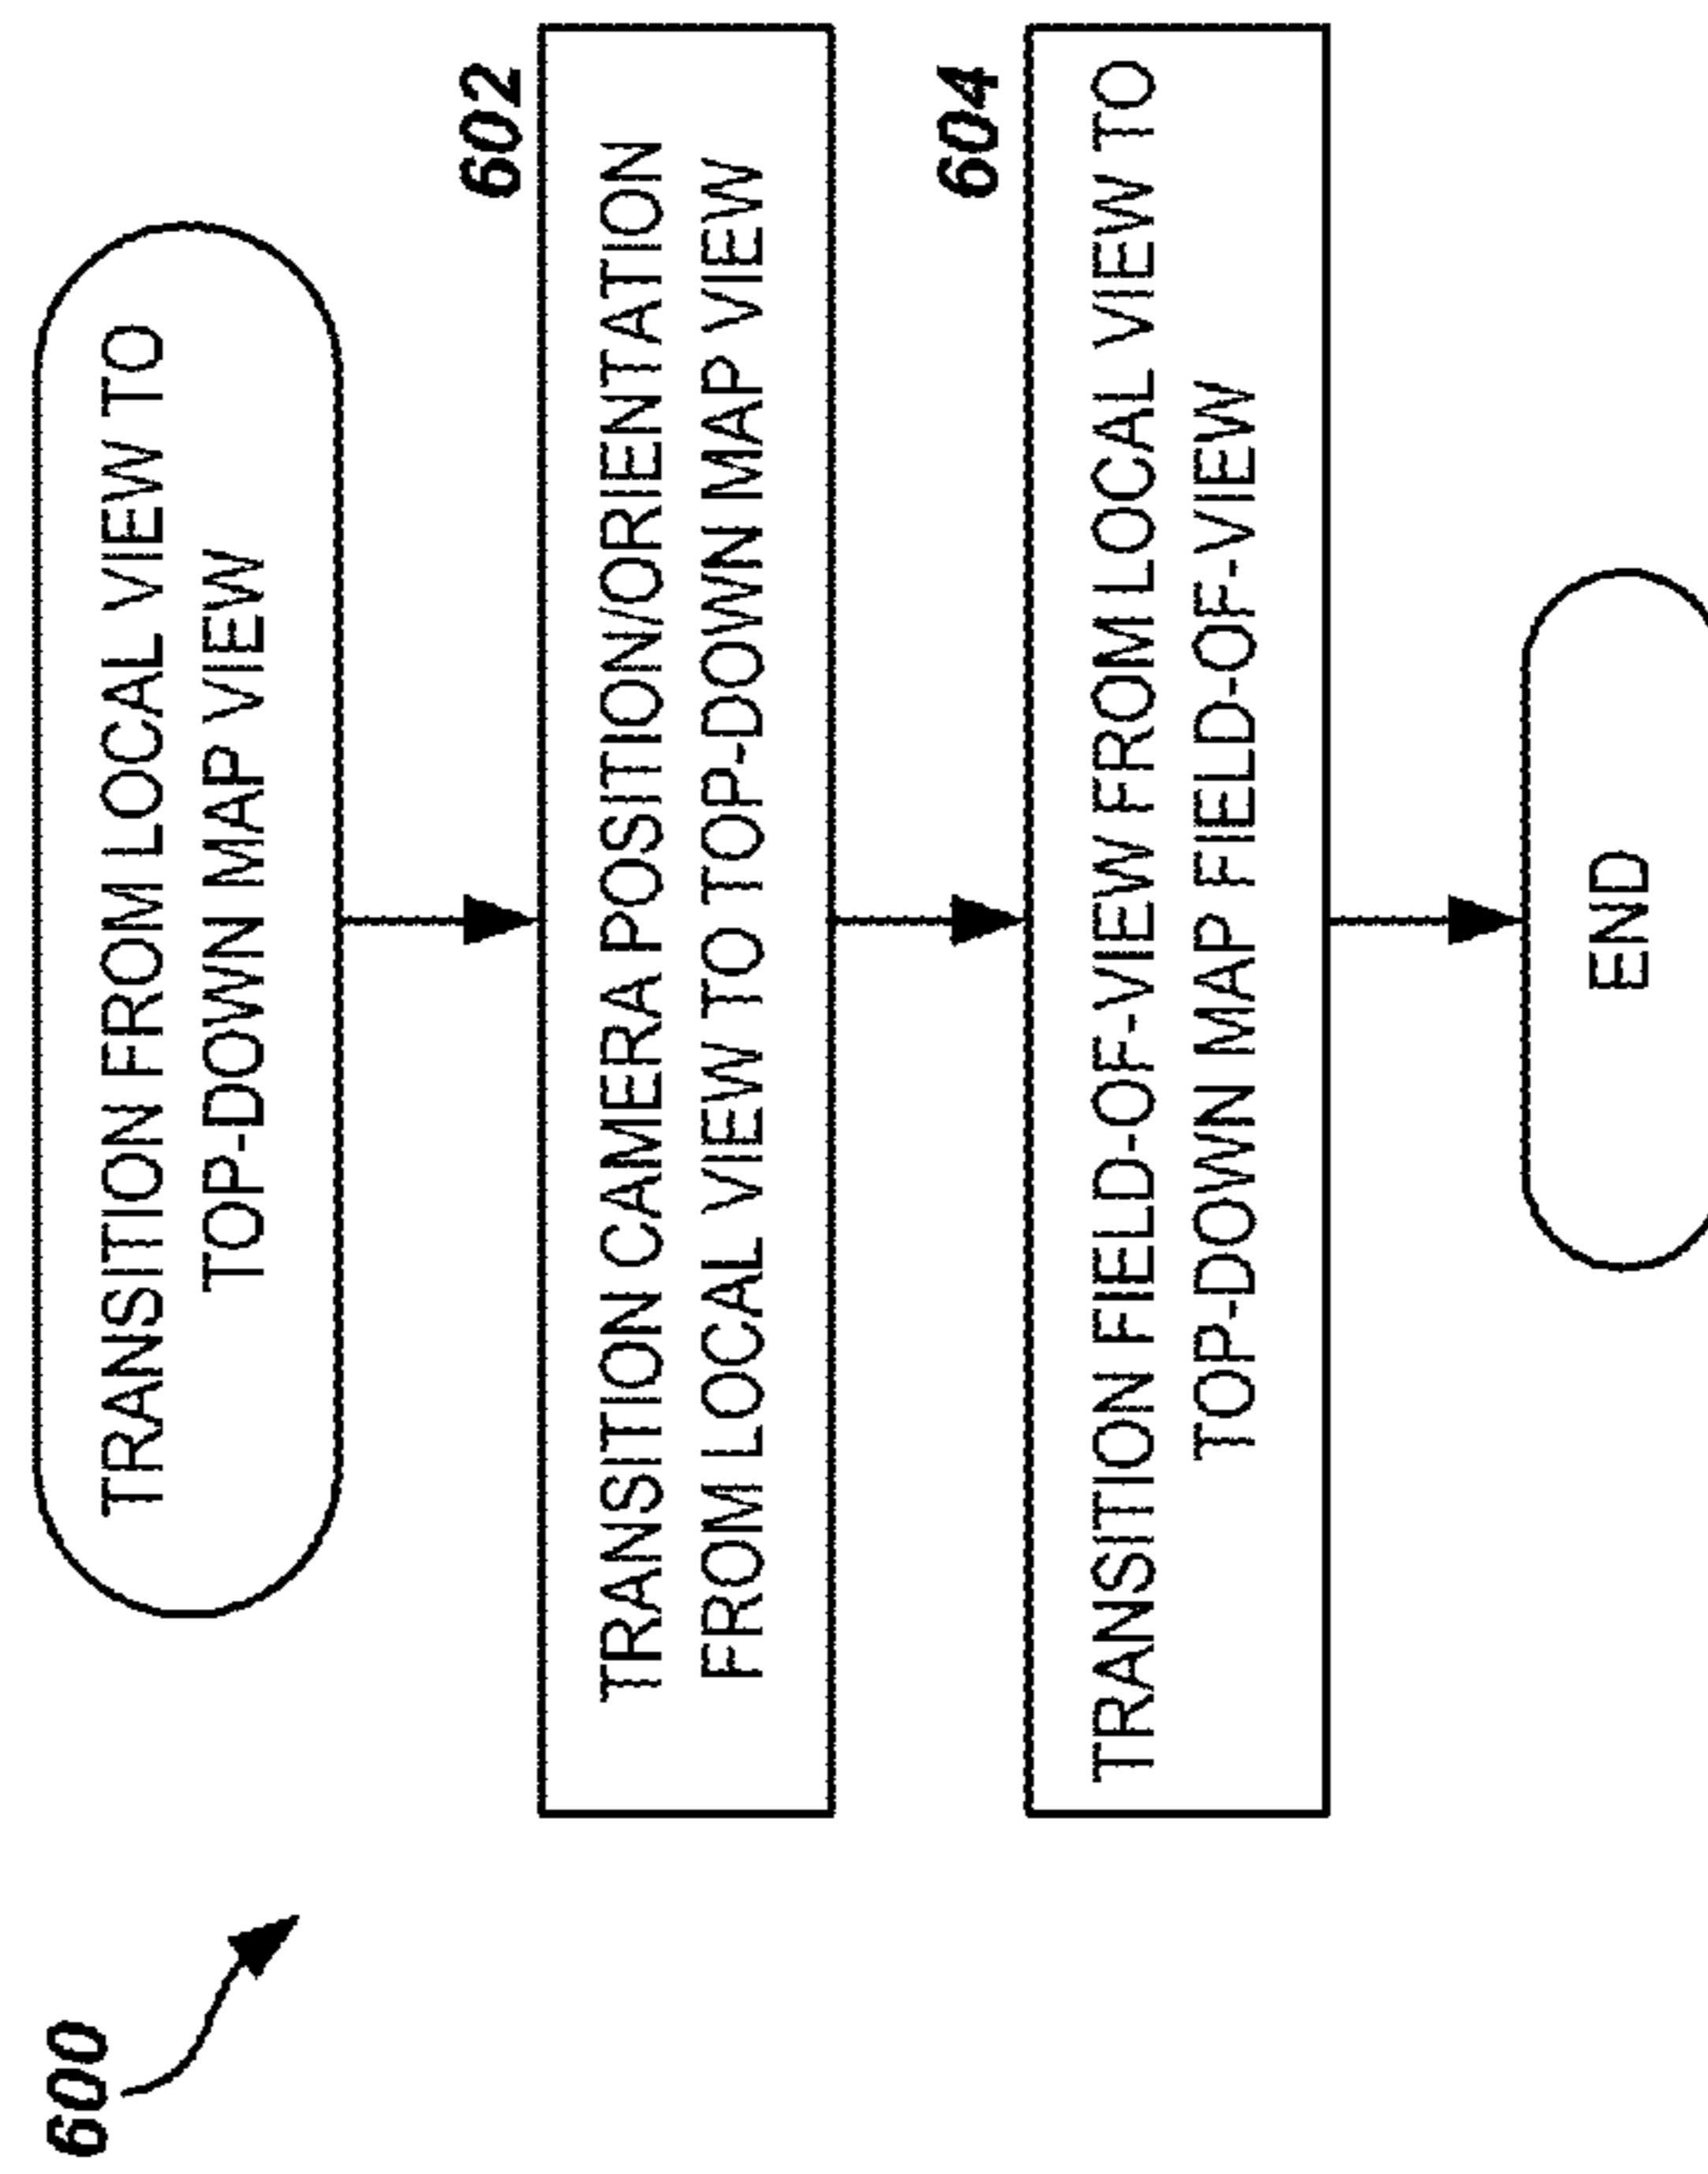 600
TRANSITION FROM LOCAL VIEW TO
TOP-DOWN MAP VIEW
602
TRANSITION CAMERA POSITION/ORIENTATION
FROM LOCAL VIEW TO TOP-DOWN MAP VIEW
604
TRANSITION FIELD-OF-VIEW FROM LOCAL VIEW TO
TOP-DOWN MAP FIELD-OF-VIEW
END